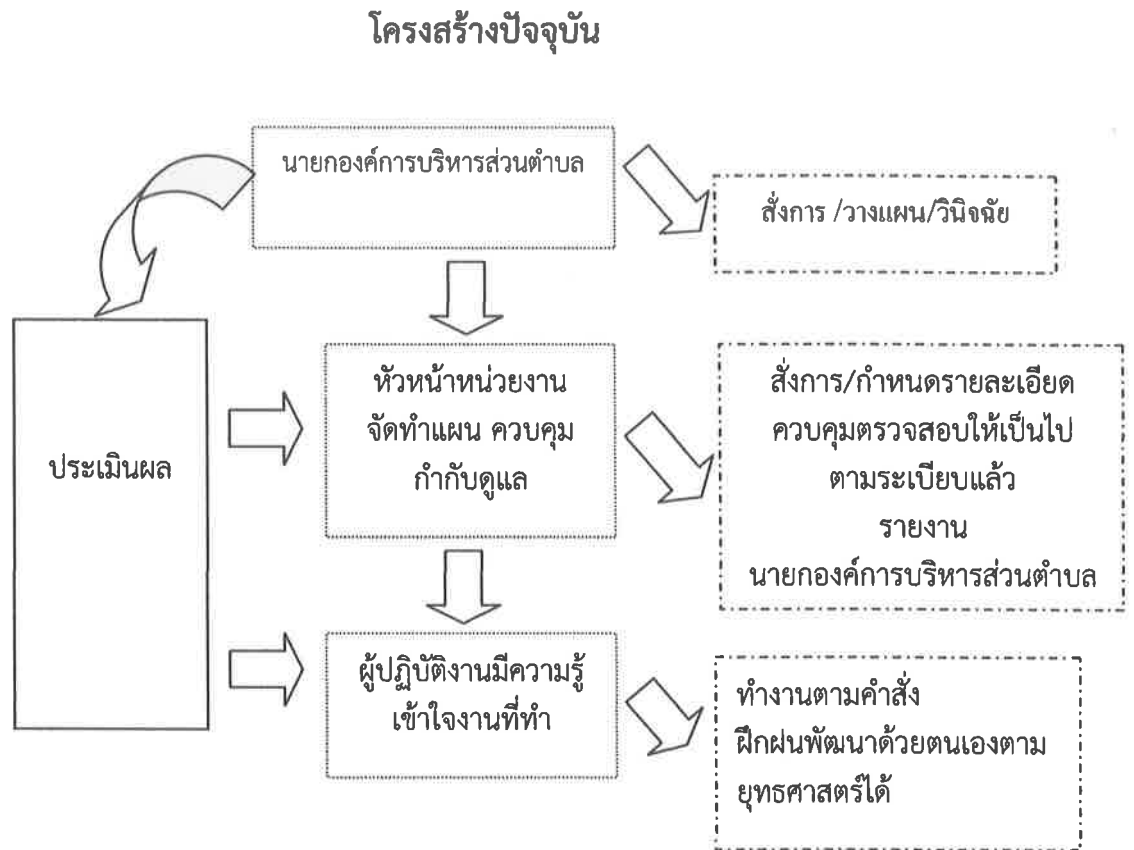 โครงสร้างปัจจุบัน
นายกองค์การบริหารส่วนตำบล
สั่งการ /วางแผน/วินิจฉัย
ประเมินผล
หัวหน้าหน่วยงาน
จัดทำแผน ควบคุม
กำกับดูแล
สั่งการ/กำหนดรายละเอียด
ควบคุมตรวจสอบให้เป็นไป
ตามระเบียบแล้ว
รายงาน
นายกองค์การบริหารส่วนตำบล
ผู้ปฏิบัติงานมีความรู้
เข้าใจงานที่ทำ
ทำงานตามคำสั่ง
ฝึกฝนพัฒนาด้วยตนเองตาม
ยุทธศาสตร์ได้